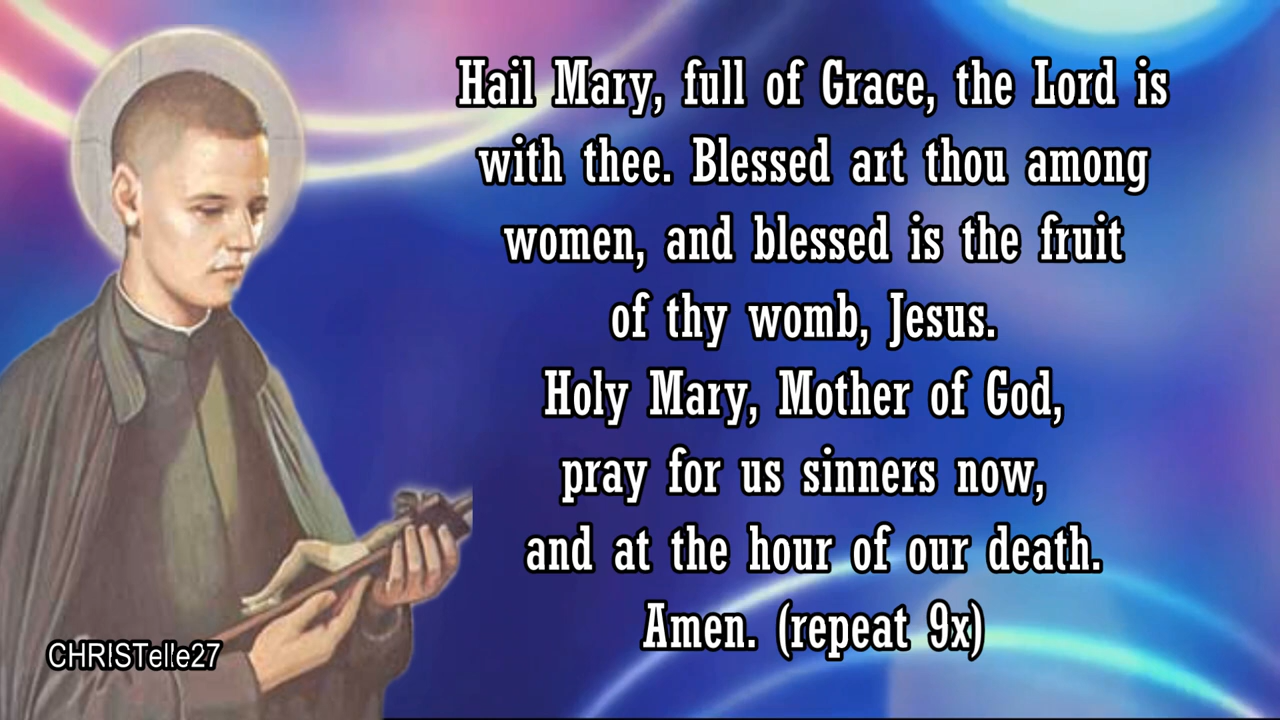 Hail Mary, full of Grace, the Lord is
with thee. Blessed art thou among
women, and blessed is the fruit
of thy womb, Jesus.
Holy Mary, Mother of God,
pray for us sinners now,
and at the hour of our death.
Amen. (repeat 9x)
CHRISTelle27